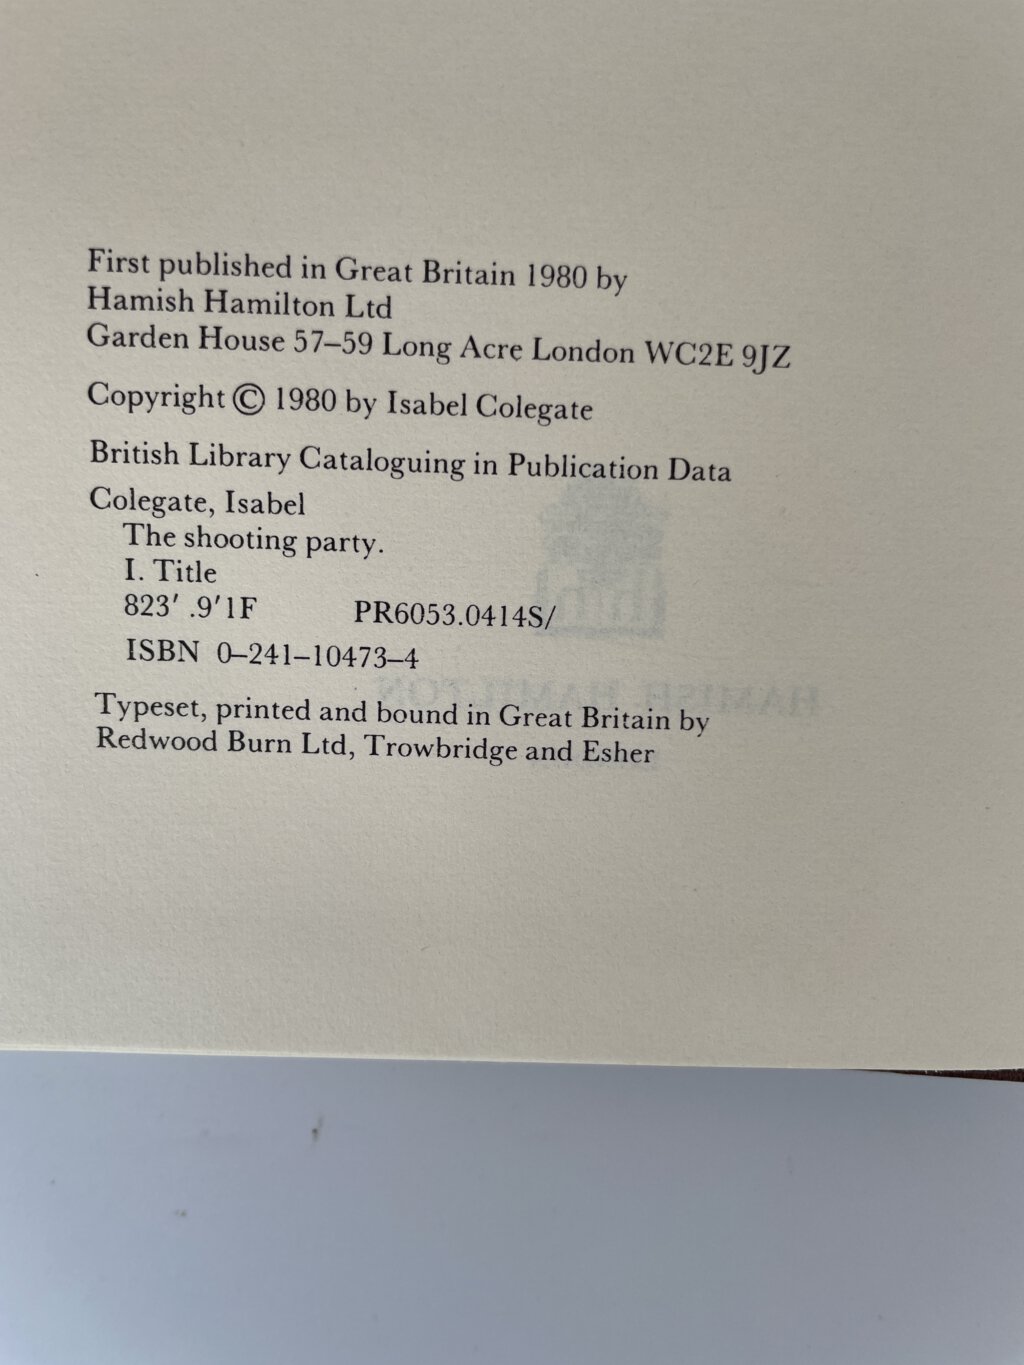 First published in Great Britain 1980 by
Hamish Hamilton Ltd
Garden House 57–59 Long Acre London WC2E 9JZ
Copyright © 1980 by Isabel Colegate
British Library Cataloguing in Publication Data
Colegate, Isabel
The shooting party.
I. Title
823′ .9′1F PR6053.0414S/
ISBN 0–241–10473–4
HAMISH HAMILTON
Typeset, printed and bound in Great Britain by
Redwood Burn Ltd, Trowbridge and Esher